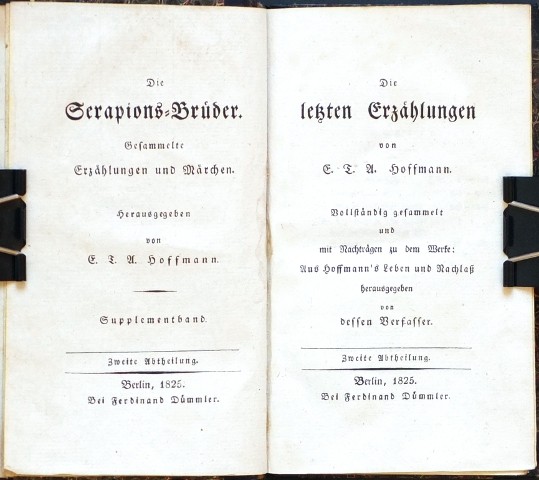 Die
Serapions-Brüder.
Gesammelte
Erzählungen und Märchen.
Herausgegeben
von
E. T. A. Hoffmann.
Supplementband.
Zweite Abtheilung.
Berlin, 1825.
Bei Ferdinand Dümmler.
Die
letzten Erzählungen
von
E. T. A. Hoffmann.
Vollständig gesammelt
und
mit Nachträgen zu dem Werke:
Aus Hoffmann's Leben und Nachlaß
herausgegeben
von
dessen Verfasser.
Zweite Abtheilung.
Berlin, 1825.
Bei Ferdinand Dümmler.